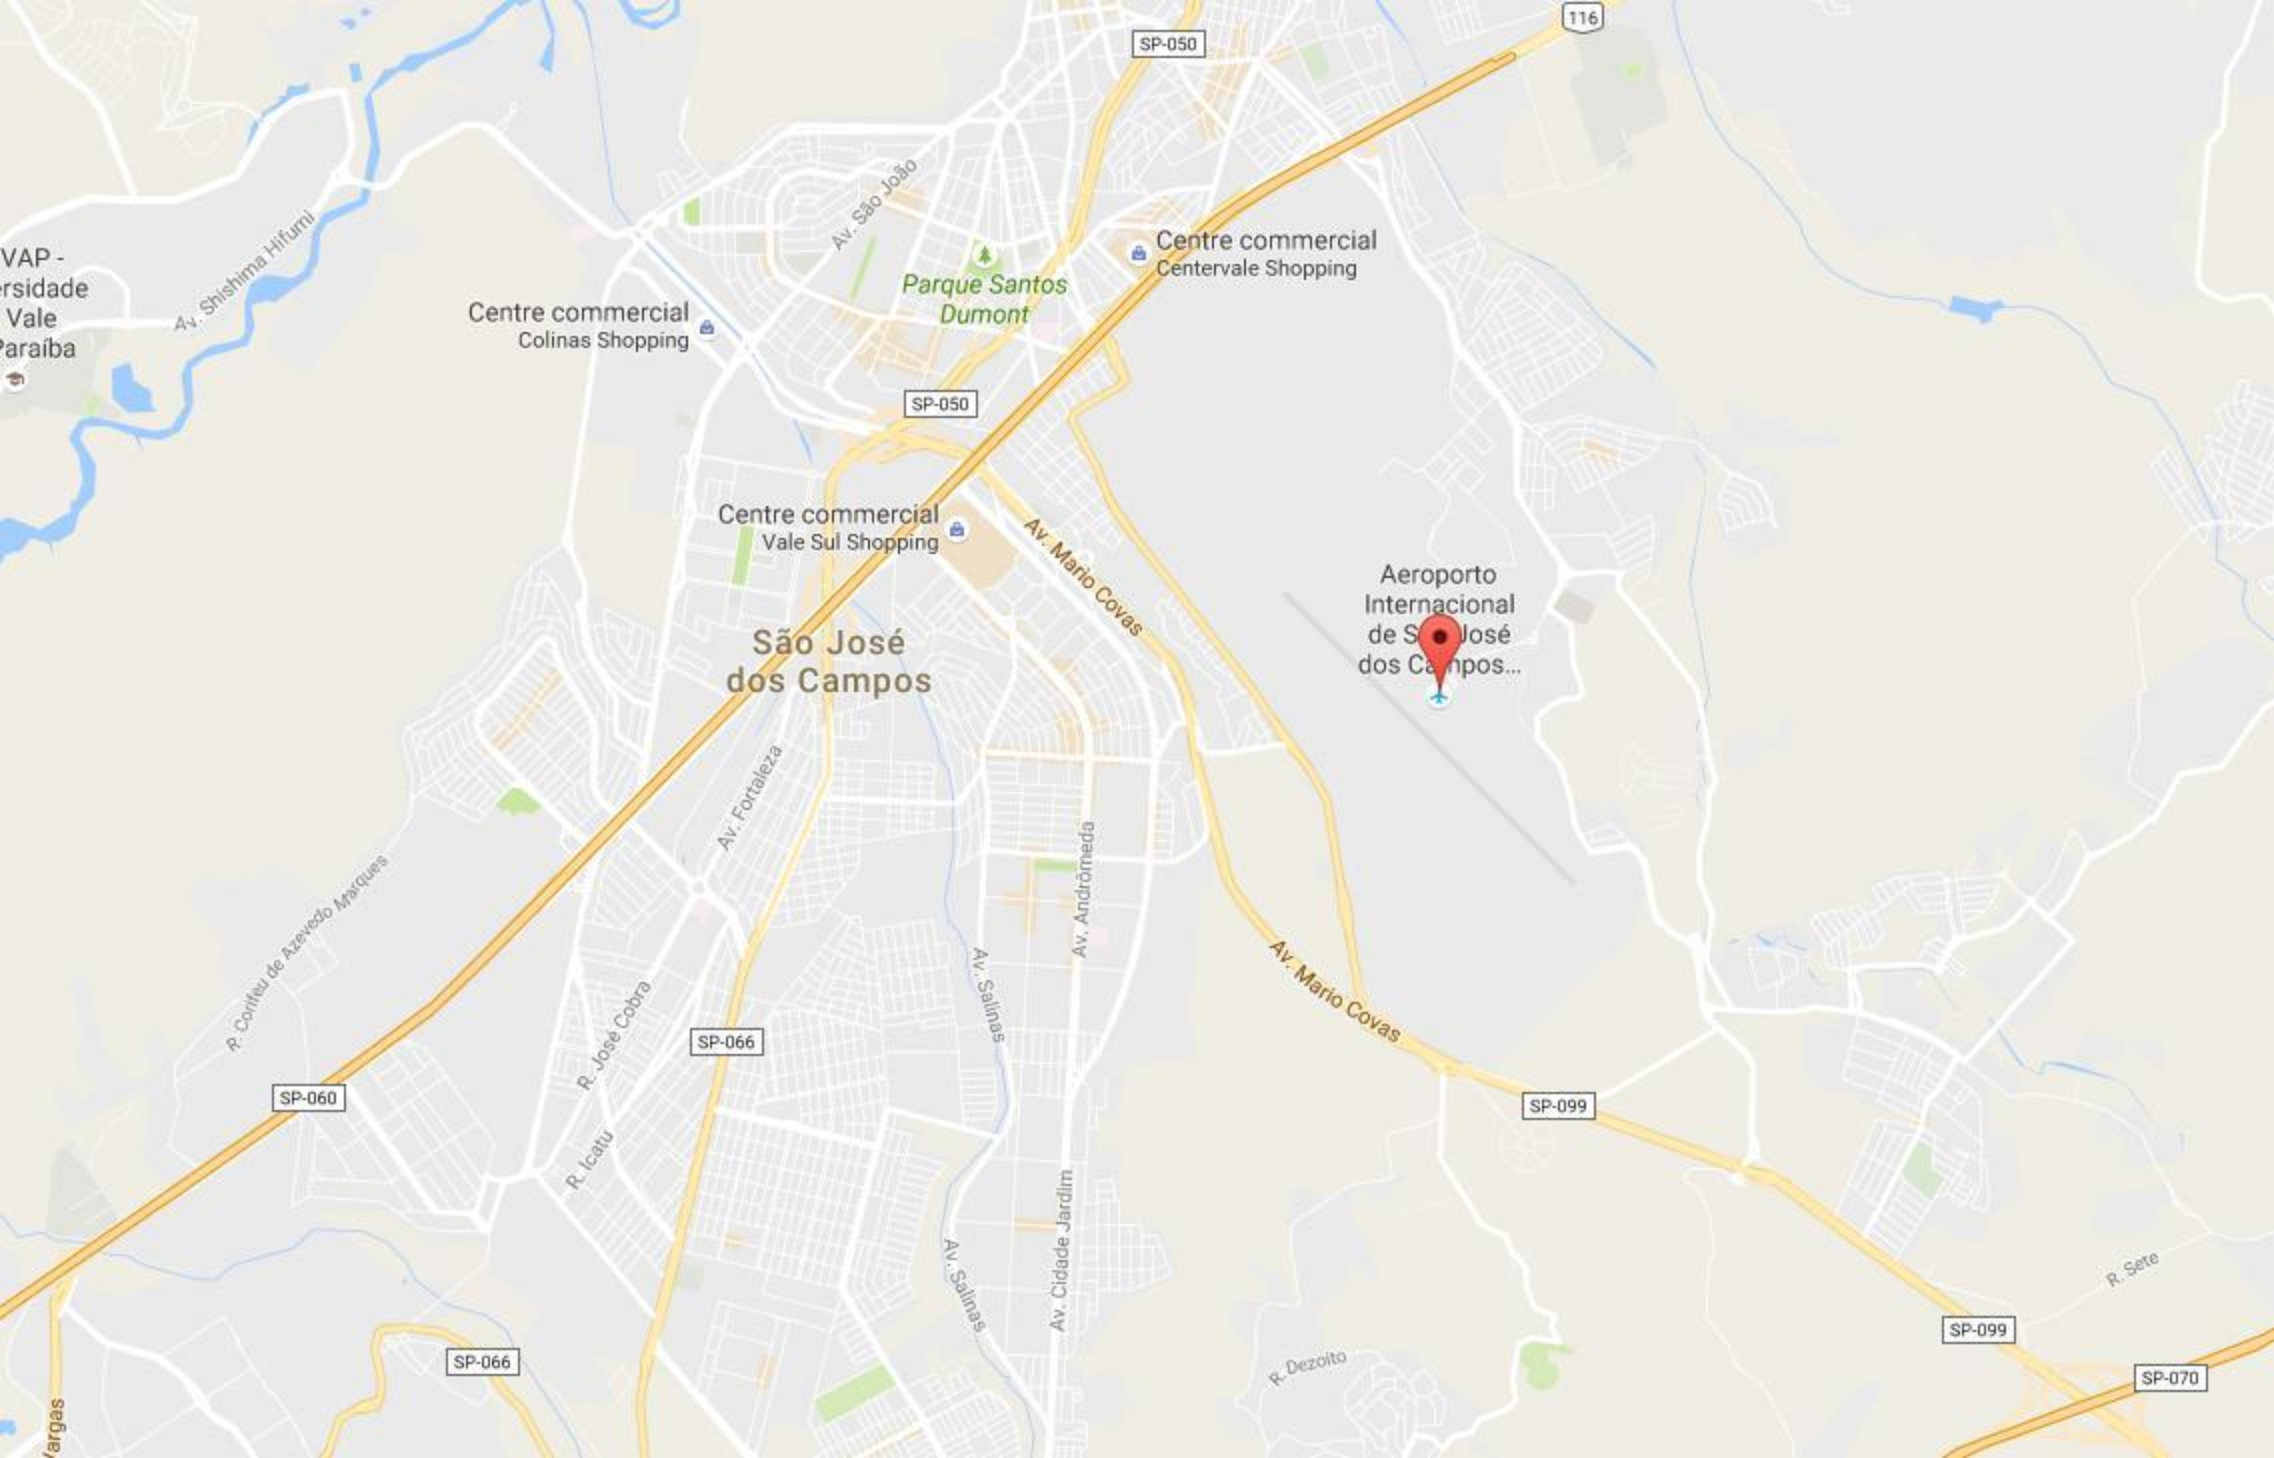 116
SP-050
Av. São João
Av. Shishima Hifumi
VAP -
ersidade
Vale
Paraíba
Centre commercial
Centervale Shopping
Parque Santos
Dumont
Centre commercial
Colinas Shopping
SP-050
Centre commercial
Vale Sul Shopping
Av. Mario Covas
Aeroporto
Internacional
de S José
dos Ca pos...
São José
dos Campos
Av. Fortaleza
Av. Andrômeda
R. Corifeu de Azevedo Marques
Av. Salinas
R. José Cobra
Av. Mario Covas
SP-066
SP-060
SP-099
R. Icatu
Av. Cidade Jardim
Av. Salinas
R. Sete
SP-099
SP-066
R. Dezoito
SP-070
Vargas